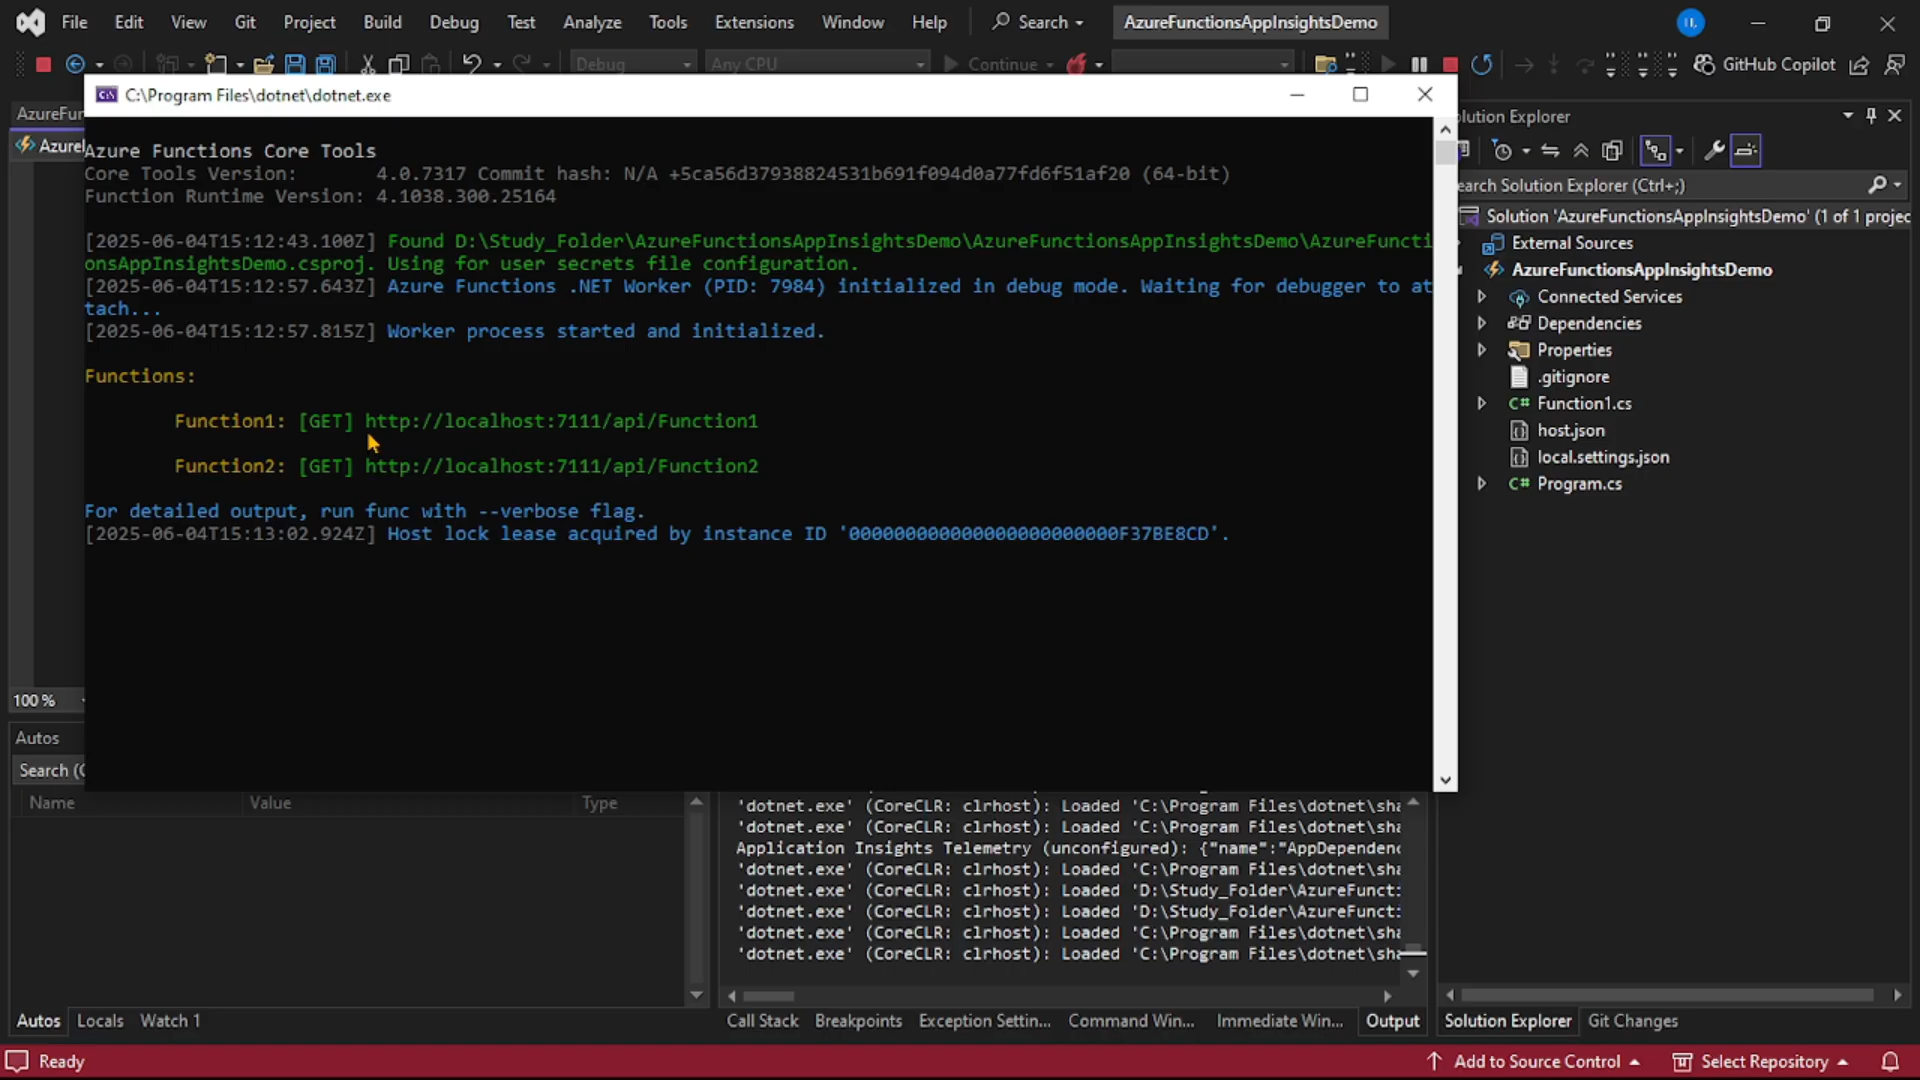 File Edit View Git Project Build Debug Test Analyze Tools Extensions Window Help Search AzureFunctionsAppInsightsDemo
Debug Any CPU Continue GitHub Copilot
C:\Program Files\dotnet\dotnet.exe
Azure Functions Core Tools
Core Tools Version: 4.0.7317 Commit hash: N/A +5ca56d37938824531b691f094d0a77fd6f51af20 (64-bit)
Function Runtime Version: 4.1038.300.25164
[2025-06-04T15:12:43.100Z] Found D:\Study_Folder\AzureFunctionsAppInsightsDemo\AzureFunctionsAppInsightsDemo\AzureFuncti
onsAppInsightsDemo.csproj. Using for user secrets file configuration.
[2025-06-04T15:12:57.643Z] Azure Functions .NET Worker (PID: 7984) initialized in debug mode. Waiting for debugger to at
tach...
[2025-06-04T15:12:57.815Z] Worker process started and initialized.
Functions:
Function1: [GET] http://localhost:7111/api/Function1
Function2: [GET] http://localhost:7111/api/Function2
For detailed output, run func with --verbose flag.
[2025-06-04T15:13:02.924Z] Host lock lease acquired by instance ID '000000000000000000000000F37BE8CD'.
AzureFun
Azurel
100 %
Autos
Search (C
Name Value Type
Autos Locals Watch 1
'dotnet.exe' (CoreCLR: clrhost): Loaded 'C:\Program Files\dotnet\sha
'dotnet.exe' (CoreCLR: clrhost): Loaded 'C:\Program Files\dotnet\sha
Application Insights Telemetry (unconfigured): {"name":"AppDependenc
'dotnet.exe' (CoreCLR: clrhost): Loaded 'C:\Program Files\dotnet\sha
'dotnet.exe' (CoreCLR: clrhost): Loaded 'D:\Study_Folder\AzureFuncti
'dotnet.exe' (CoreCLR: clrhost): Loaded 'D:\Study_Folder\AzureFuncti
'dotnet.exe' (CoreCLR: clrhost): Loaded 'C:\Program Files\dotnet\sha
'dotnet.exe' (CoreCLR: clrhost): Loaded 'C:\Program Files\dotnet\sha
Call Stack Breakpoints Exception Settin... Command Win... Immediate Win... Output
olution Explorer
earch Solution Explorer (Ctrl+;)
Solution 'AzureFunctionsAppInsightsDemo' (1 of 1 projec
External Sources
AzureFunctionsAppInsightsDemo
Connected Services
Dependencies
Properties
.gitignore
C# Function1.cs
host.json
local.settings.json
C# Program.cs
Solution Explorer Git Changes
Ready Add to Source Control Select Repository